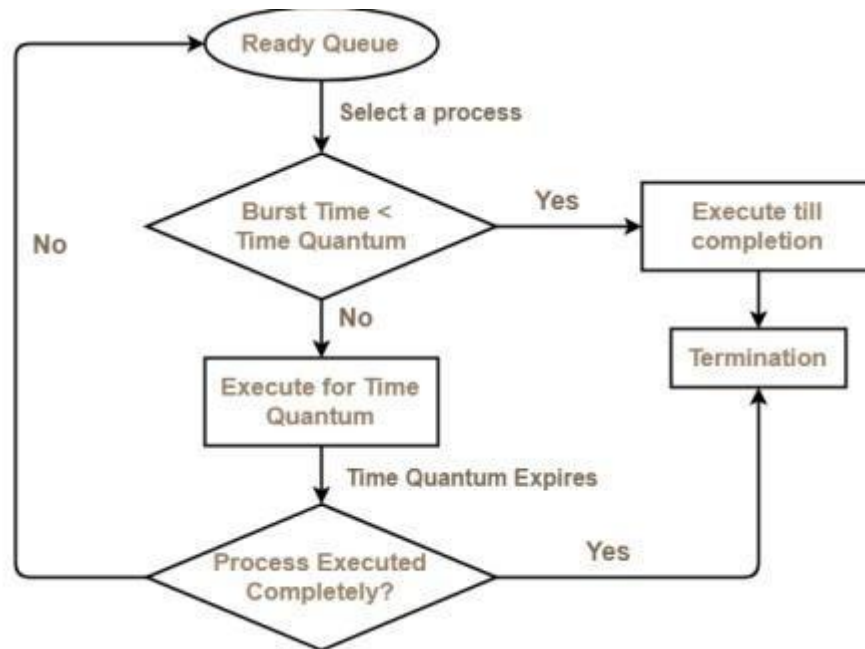 Ready Queue
Select a process
Burst Time <
Time Quantum
Yes
Execute till
completion
No
No
Termination
Execute for Time
Quantum
Time Quantum Expires
Process Executed
Completely?
Yes